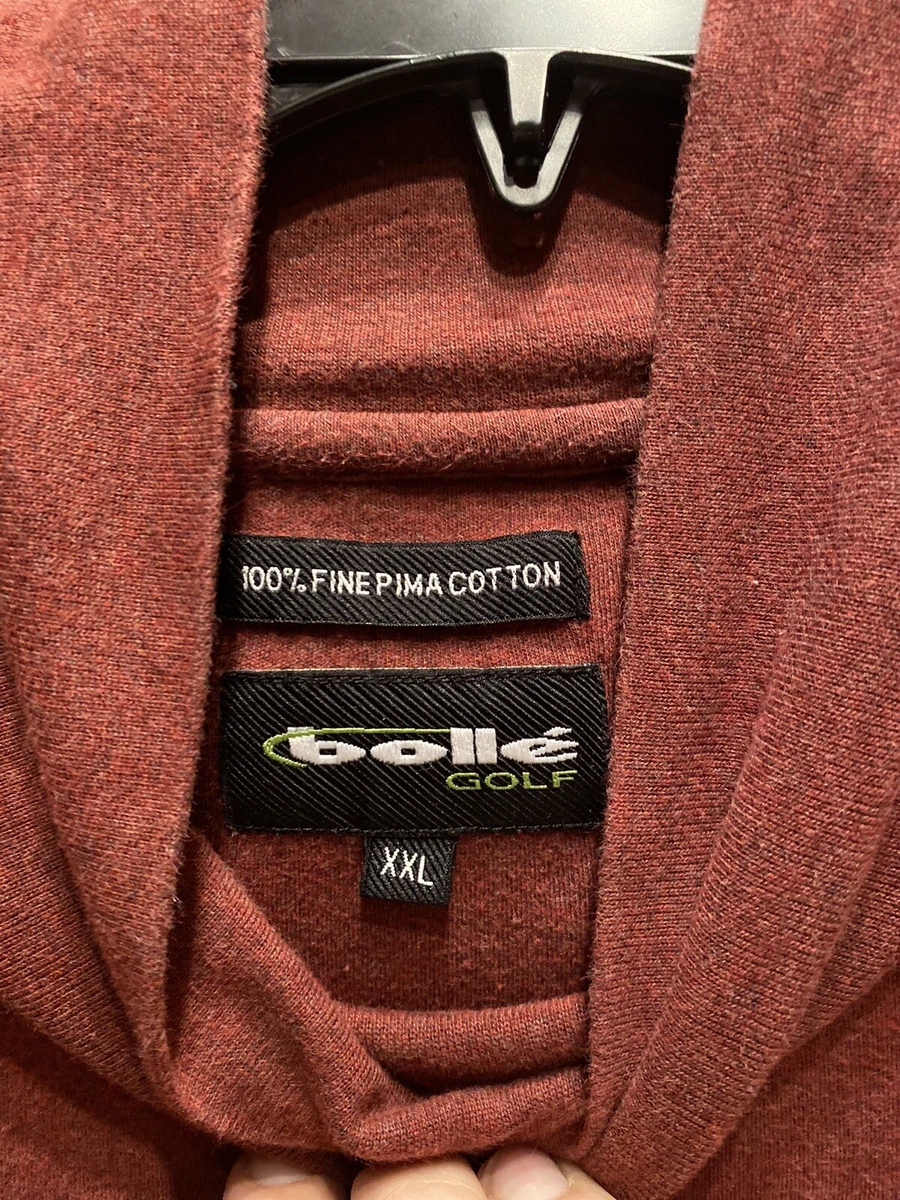 100% FINE PIMA COTTON
bollé
GOLF
XXL